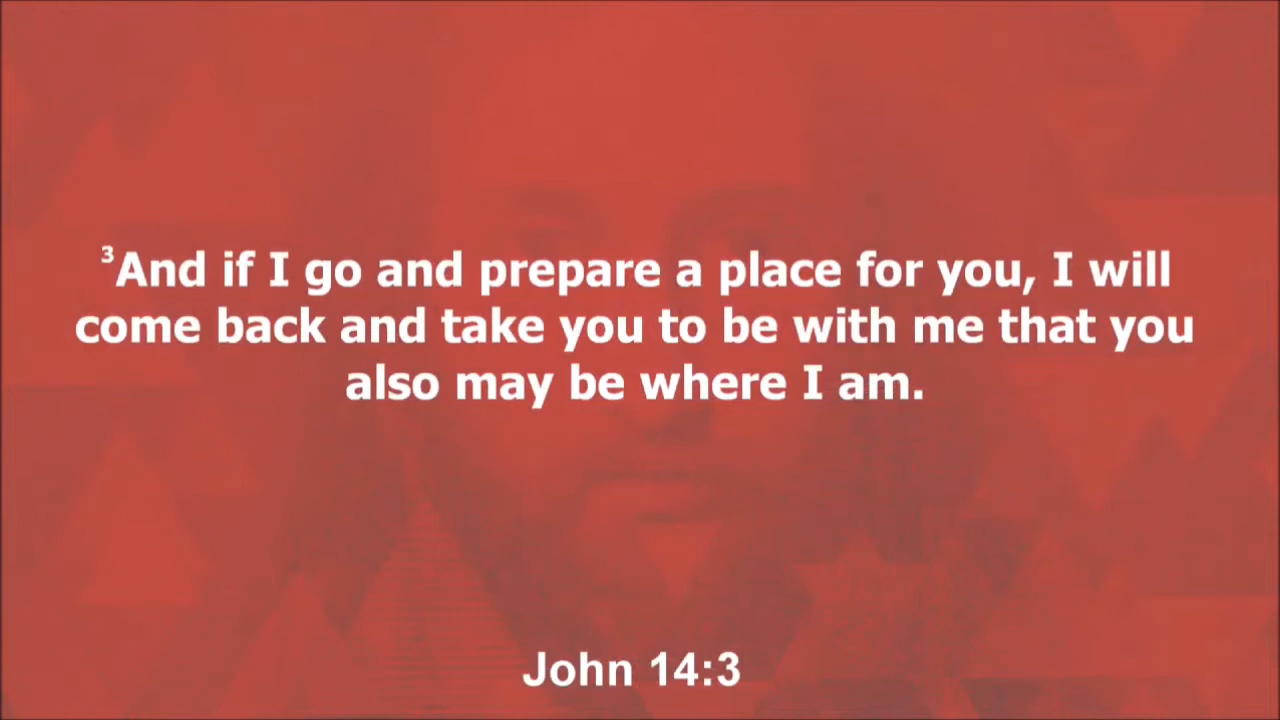 ³And if I go and prepare a place for you, I will
come back and take you to be with me that you
also may be where I am.
John 14:3